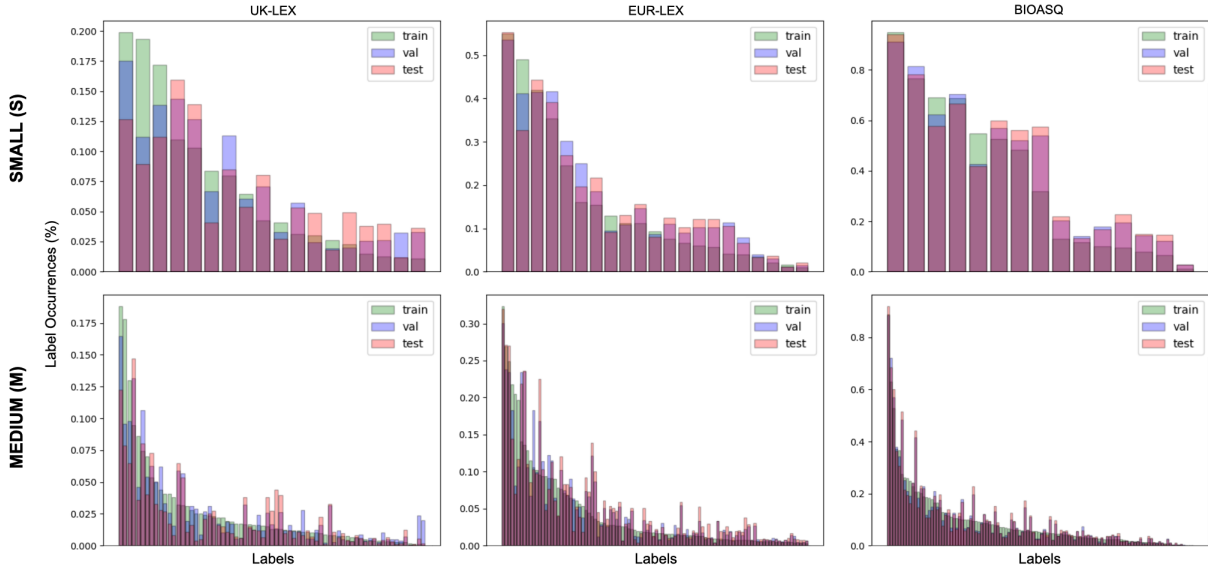 UK-LEX
EUR-LEX
BIOASQ
SMALL (S)
MEDIUM (M)
Label Occurrences (%)
0.200
0.175
0.150
0.125
0.100
0.075
0.050
0.025
0.000
train
val
test
0.5
0.4
0.3
0.2
0.1
0.0
train
val
test
0.8
0.6
0.4
0.2
0.0
train
val
test
0.175
0.150
0.125
0.100
0.075
0.050
0.025
0.000
train
val
test
Labels
0.30
0.25
0.20
0.15
0.10
0.05
0.00
train
val
test
Labels
0.8
0.6
0.4
0.2
0.0
train
val
test
Labels